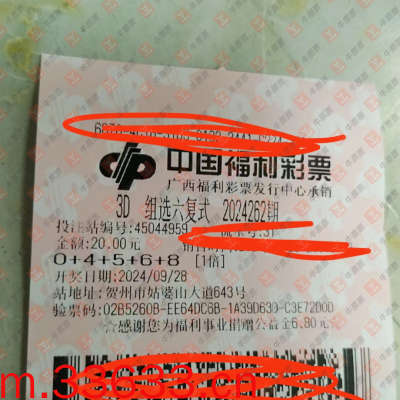 中国福利彩票
广西福利彩票发行中心承销
3D 组选六复式 2024262期
投注站编号:45044959
金额:20.00元
0+4+5+6+8 [1倍]
开奖日期:2024/09/28
站地址:贺州市姑婆山大道643号
验票码:02B5260B-EE64DC6B-1A39D630-C3E72D0D
☆感谢您为福利事业捐赠公益金6.80元